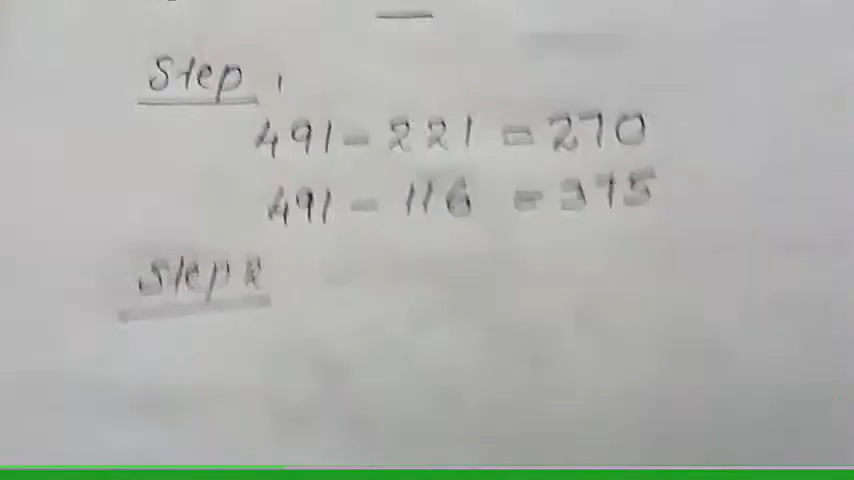 Step 1
491 - 221 = 270
491 - 116 = 375
Step 2